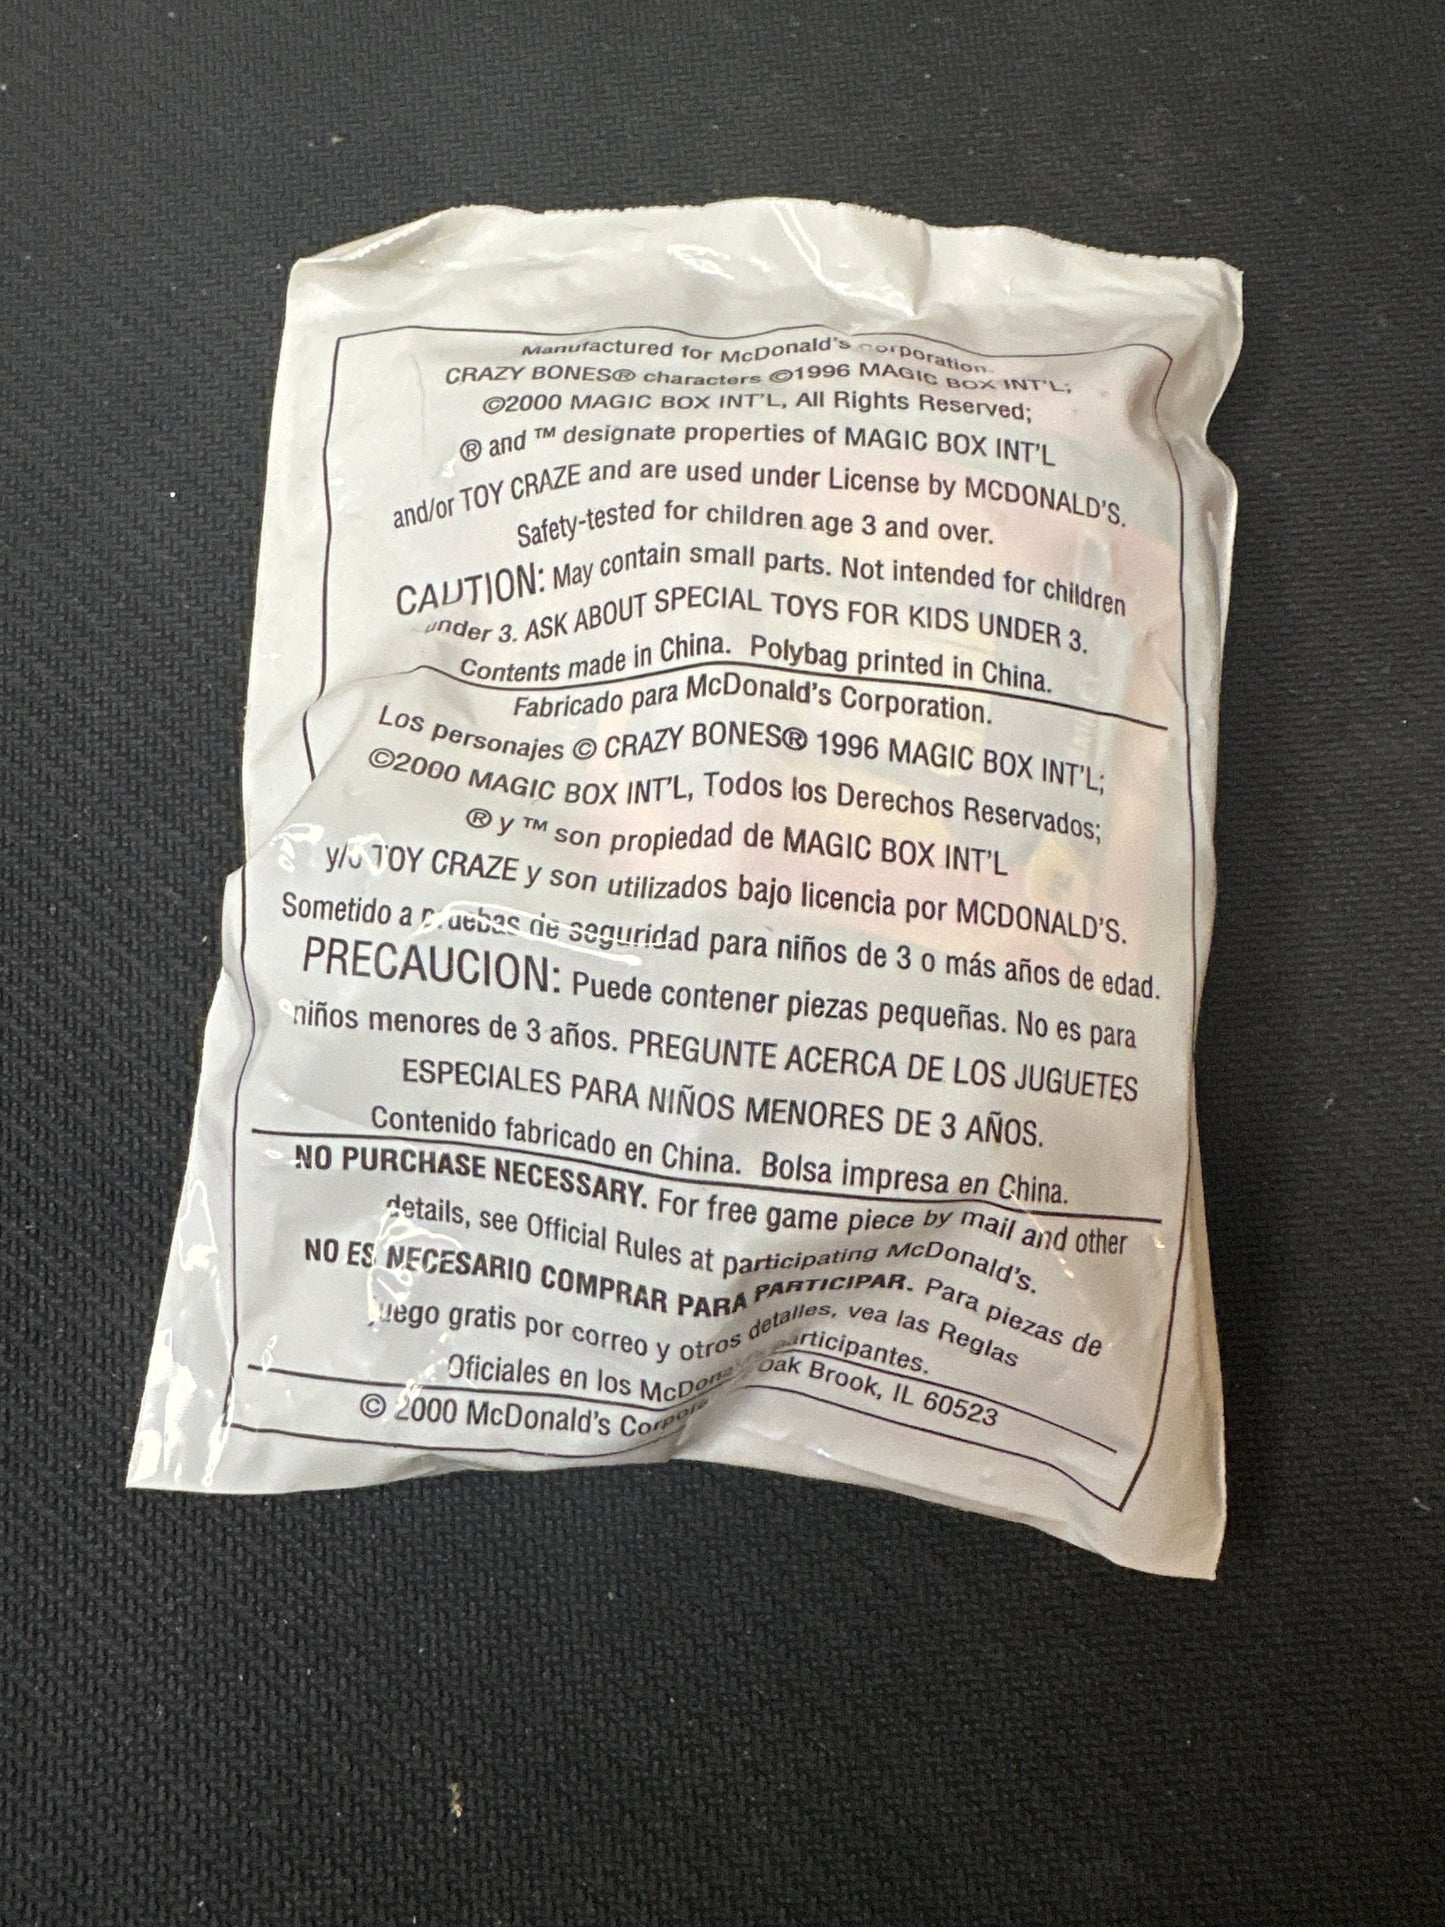 Manufactured for McDonald's Corporation.
CRAZY BONES® characters ©1996 MAGIC BOX INT'L;
©2000 MAGIC BOX INT'L, All Rights Reserved;
® and ™ designate properties of MAGIC BOX INT'L
and/or TOY CRAZE and are used under License by MCDONALD'S.
Safety-tested for children age 3 and over.
CAUTION: May contain small parts. Not intended for children
under 3. ASK ABOUT SPECIAL TOYS FOR KIDS UNDER 3.
Contents made in China. Polybag printed in China.
Fabricado para McDonald's Corporation.
Los personajes © CRAZY BONES® 1996 MAGIC BOX INT'L;
©2000 MAGIC BOX INT'L, Todos los Derechos Reservados;
® y ™ son propiedad de MAGIC BOX INT'L
y/o TOY CRAZE y son utilizados bajo licencia por MCDONALD'S.
Sometido a pruebas de seguridad para niños de 3 o más años de edad.
PRECAUCION: Puede contener piezas pequeñas. No es para
niños menores de 3 años. PREGUNTE ACERCA DE LOS JUGUETES
ESPECIALES PARA NIÑOS MENORES DE 3 AÑOS.
Contenido fabricado en China. Bolsa impresa en China.
NO PURCHASE NECESSARY. For free game piece by mail and other
details, see Official Rules at participating McDonald's.
NO ES NECESARIO COMPRAR PARA PARTICIPAR. Para piezas de
juego gratis por correo y otros detalles, vea las Reglas
Oficiales en los McDonald's participantes.
© 2000 McDonald's Corporation Oak Brook, IL 60523